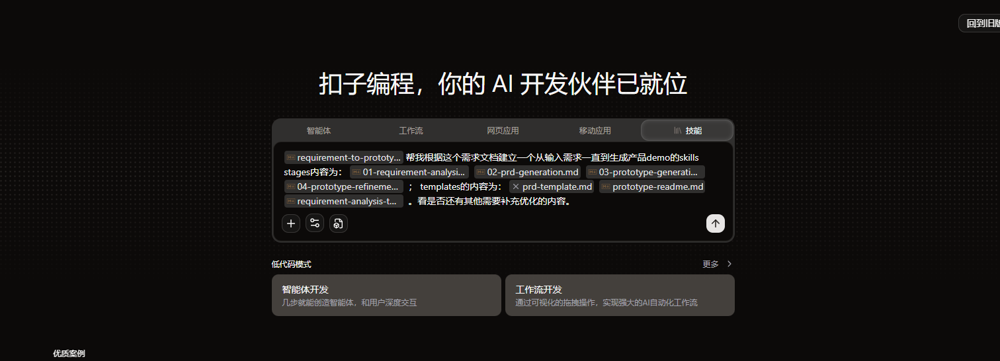 回到旧版
扣子编程，你的 AI 开发伙伴已就位
智能体 工作流 网页应用 移动应用 技能
requirement-to-prototy... 帮我根据这个需求文档建立一个从输入需求一直到生成产品demo的skills
stages内容为： 01-requirement-analysi... 02-prd-generation.md 03-prototype-generati...
04-prototype-refineme... ； templates的内容为： prd-template.md prototype-readme.md
requirement-analysis-t... 。看是否还有其他需要补充优化的内容。
低代码模式 更多
智能体开发 工作流开发
几步就能创造智能体，和用户深度交互 通过可视化的拖拽操作，实现强大的AI自动化工作流
优质案例